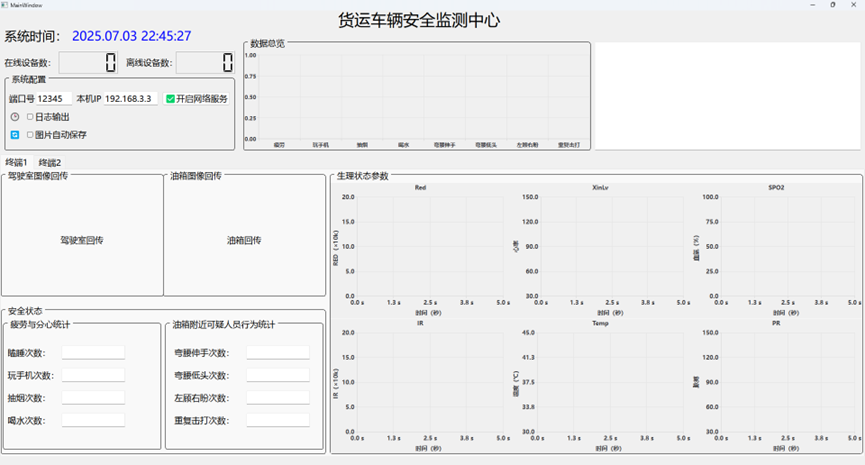 MainWindow
货运车辆安全监测中心
系统时间： 2025.07.03 22:45:27
在线设备数： 0 离线设备数： 0
系统配置
端口号 12345 本机IP 192.168.3.3 开启网络服务
日志输出
图片自动保存
数据总览
1.00
0.75
0.50
0.25
0.00
疲劳 玩手机 抽烟 喝水 弯腰伸手 弯腰低头 左顾右盼 重复击打
终端1 终端2
驾驶室图像回传 油箱图像回传
驾驶室回传 油箱回传
安全状态
疲劳与分心统计
瞌睡次数：
玩手机次数：
抽烟次数：
喝水次数：
油箱附近可疑人员行为统计
弯腰伸手次数：
弯腰低头次数：
左顾右盼次数：
重复击打次数：
生理状态参数
Red
20.0
15.0
10.0
5.0
0.0
RED (×10k)
0.0 s 1.3 s 2.5 s 3.8 s 5.0 s
时间 (秒)
XinLv
150.0
120.0
90.0
60.0
30.0
心率
0.0 s 1.3 s 2.5 s 3.8 s 5.0 s
时间 (秒)
SPO2
100.0
75.0
50.0
25.0
0.0
血氧 (%)
0.0 s 1.3 s 2.5 s 3.8 s 5.0 s
时间 (秒)
IR
20.0
15.0
10.0
5.0
0.0
IR (×10k)
0.0 s 1.3 s 2.5 s 3.8 s 5.0 s
时间 (秒)
Temp
45.0
41.3
37.5
33.8
30.0
温度 (℃)
0.0 s 1.3 s 2.5 s 3.8 s 5.0 s
时间 (秒)
PR
150.0
120.0
90.0
60.0
30.0
0.0 s 1.3 s 2.5 s 3.8 s 5.0 s
时间 (秒)